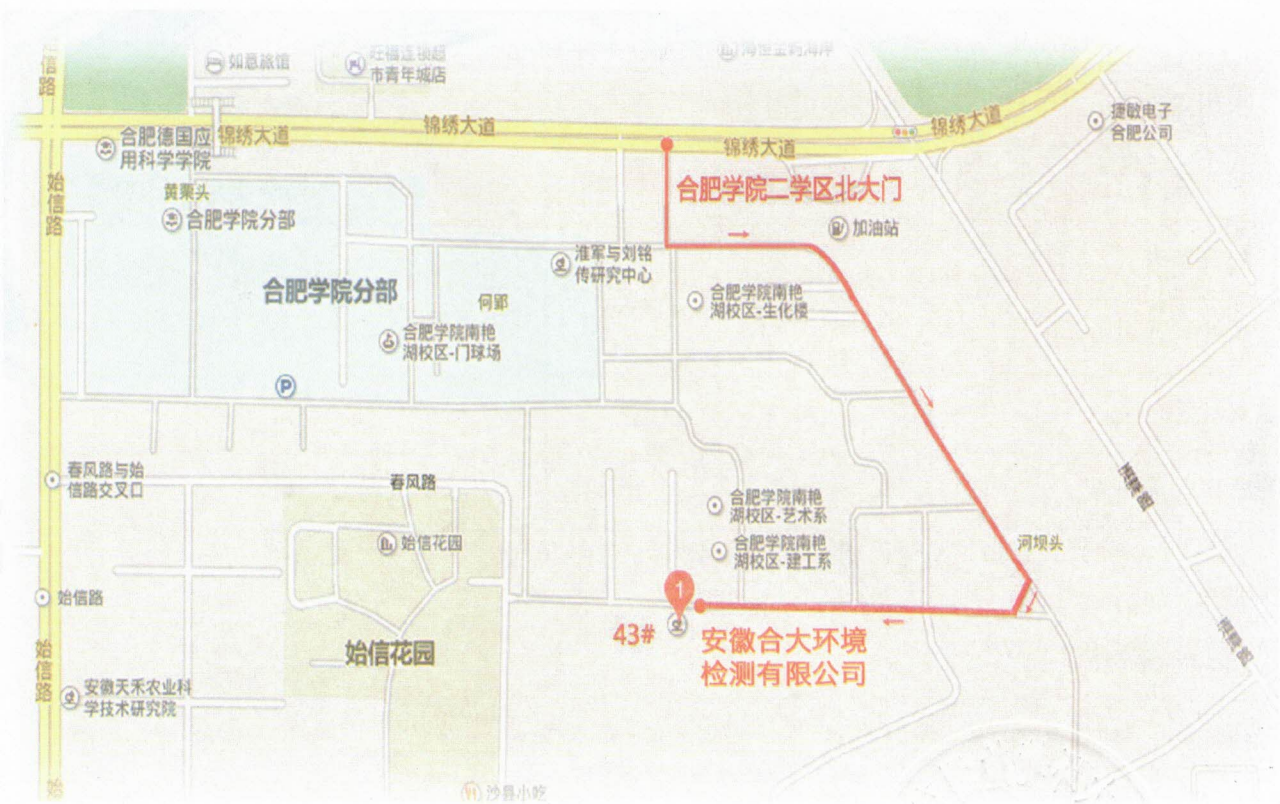 信路
如意旅馆
旺福连锁超
市青年城店
捷敏电子
合肥公司
锦绣大道
锦绣大道
锦绣大道
锦绣大道
合肥德国应
用科学学院
始信路
黄栗头
合肥学院分部
合肥学院二学区北大门
加油站
淮军与刘铭
传研究中心
合肥学院分部
何郢
合肥学院南艳
湖校区-生化楼
合肥学院南艳
湖校区-门球场
P
春风路与始
信路交叉口
春风路
合肥学院南艳
湖校区-艺术系
合肥学院南艳
湖校区-建工系
河坝头
始信花园
始信路
1
43#
安徽合大环境
检测有限公司
始信花园
始信路
安徽天禾农业科
学技术研究院
始
沙县小吃